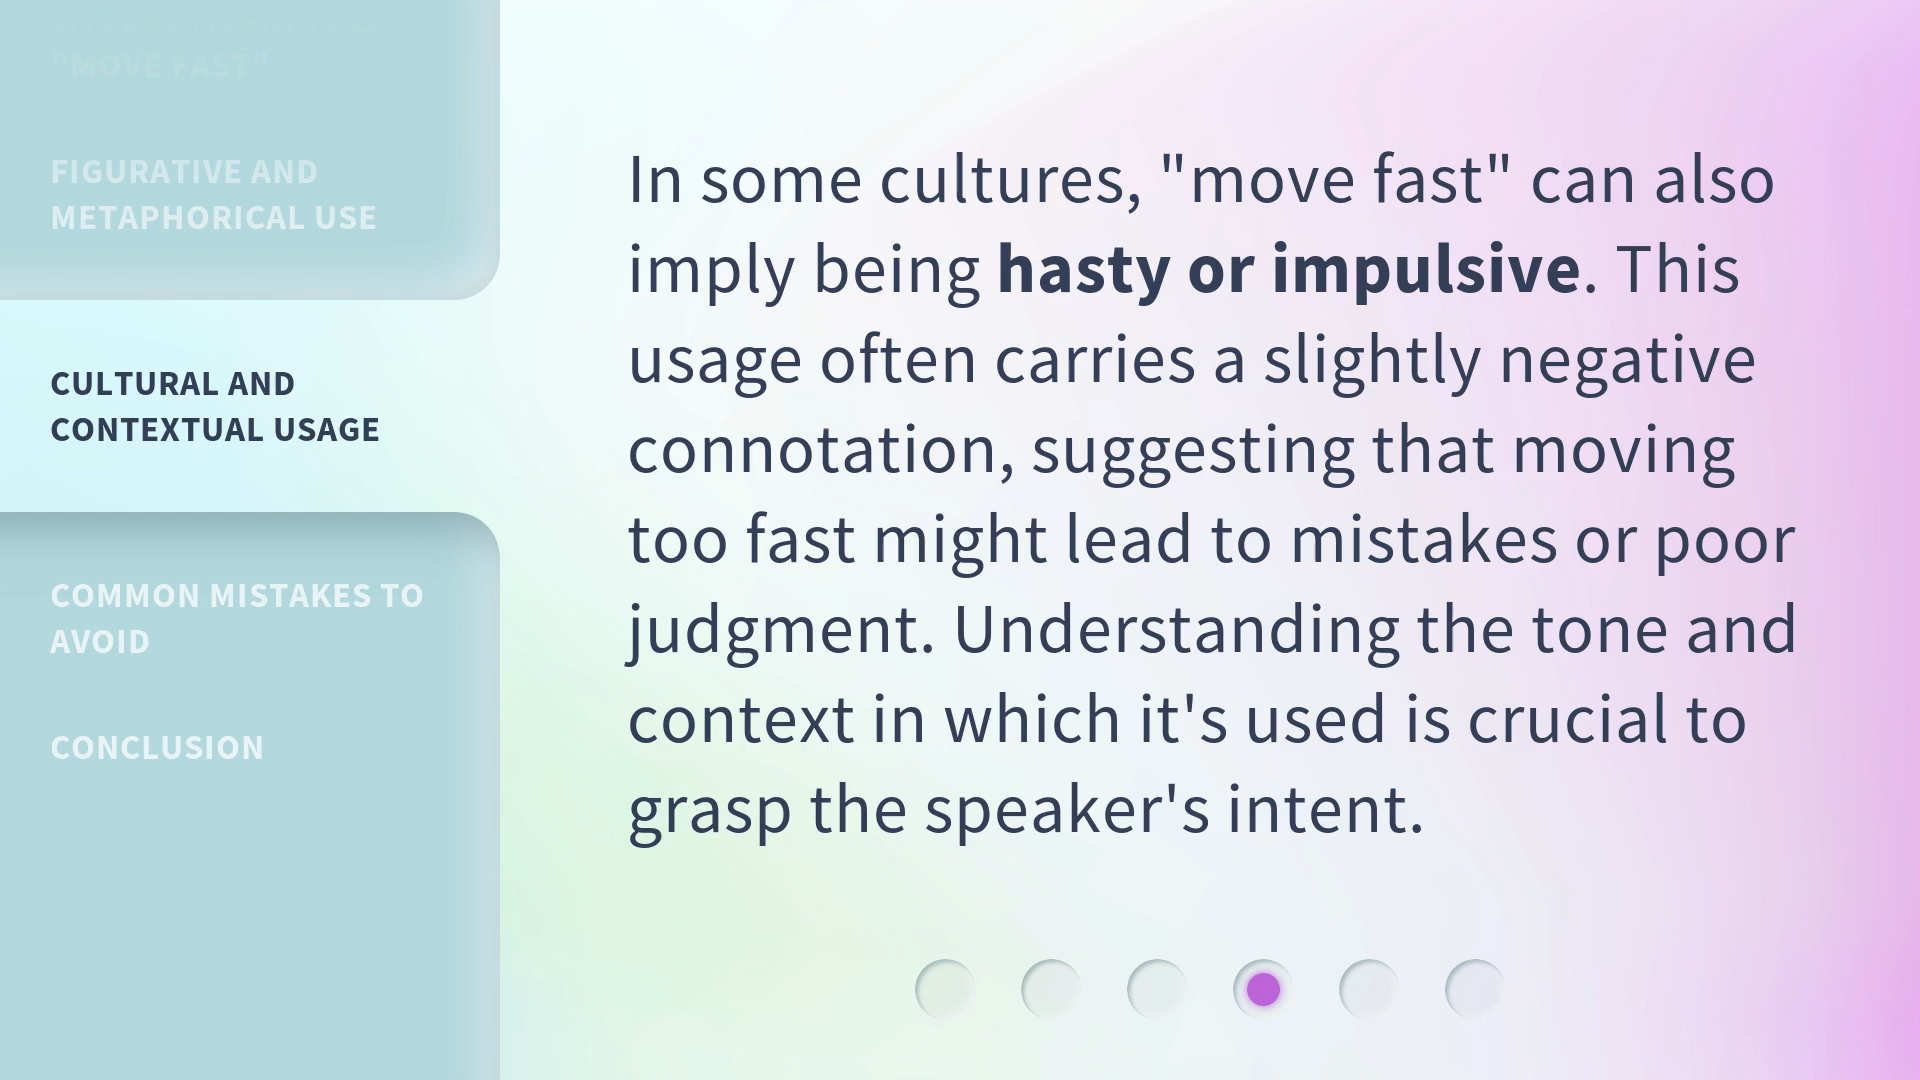 "MOVE FAST"
FIGURATIVE AND
METAPHORICAL USE
CULTURAL AND
CONTEXTUAL USAGE
COMMON MISTAKES TO
AVOID
CONCLUSION
In some cultures, "move fast" can also
imply being hasty or impulsive. This
usage often carries a slightly negative
connotation, suggesting that moving
too fast might lead to mistakes or poor
judgment. Understanding the tone and
context in which it's used is crucial to
grasp the speaker's intent.